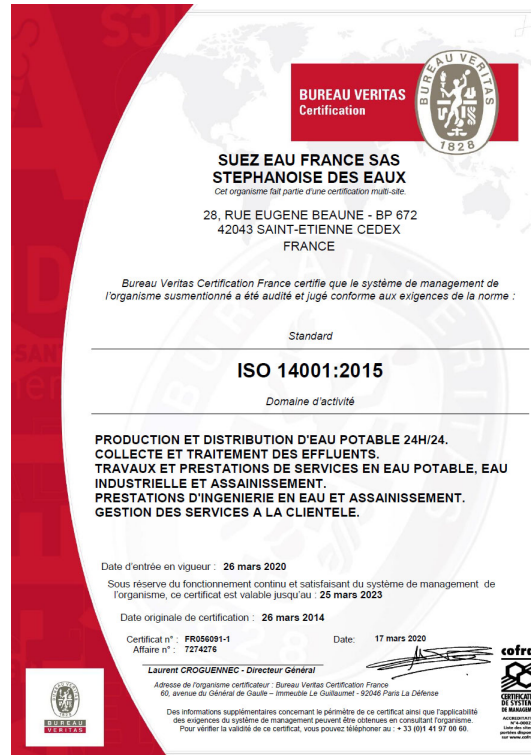 BUREAU VERITAS
Certification
BUREAU VERITAS
1828
SUEZ EAU FRANCE SAS
STEPHANOISE DES EAUX
Cet organisme fait partie d'une certification multi-site.
28, RUE EUGENE BEAUNE - BP 672
42043 SAINT-ETIENNE CEDEX
FRANCE
Bureau Veritas Certification France certifie que le système de management de
l'organisme susmentionné a été audité et jugé conforme aux exigences de la norme :
Standard
ISO 14001:2015
Domaine d'activité
PRODUCTION ET DISTRIBUTION D'EAU POTABLE 24H/24.
COLLECTE ET TRAITEMENT DES EFFLUENTS.
TRAVAUX ET PRESTATIONS DE SERVICES EN EAU POTABLE, EAU
INDUSTRIELLE ET ASSAINISSEMENT.
PRESTATIONS D'INGENIERIE EN EAU ET ASSAINISSEMENT.
GESTION DES SERVICES A LA CLIENTELE.
Date d'entrée en vigueur : 26 mars 2020
Sous réserve du fonctionnement continu et satisfaisant du système de management de
l'organisme, ce certificat est valable jusqu'au : 25 mars 2023
Date originale de certification : 26 mars 2014
Certificat n° : FR056091-1 Date: 17 mars 2020
Affaire n° : 7274276
Laurent CROGUENNEC - Directeur Général
Adresse de l'organisme certificateur : Bureau Veritas Certification France
60, avenue du Général de Gaulle – Immeuble Le Guillaumet - 92046 Paris La Défense
Des informations supplémentaires concernant le périmètre de ce certificat ainsi que l'applicabilité
des exigences du système de management peuvent être obtenues en consultant l'organisme.
Pour vérifier la validité de ce certificat, vous pouvez téléphoner au : + 33 (0)1 41 97 00 60.
BUREAU
VERITAS
cofra
CERTIFICATI
DE SYSTEM
DE MANAGEM